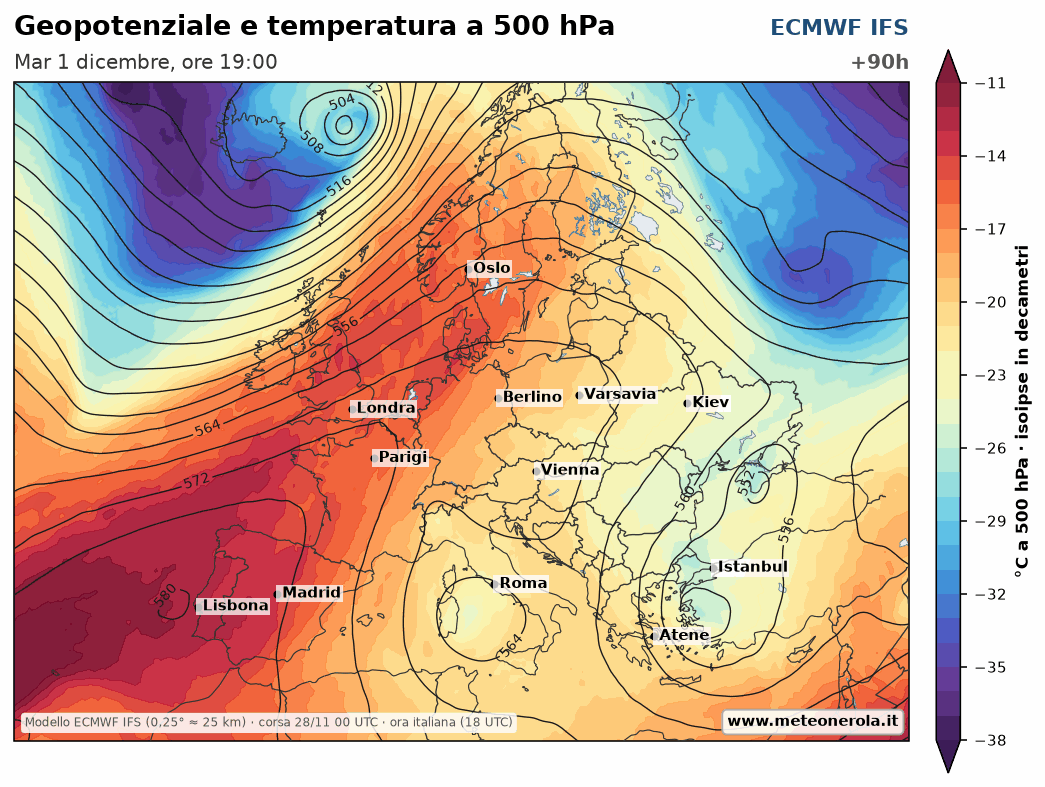 Geopotenziale e temperatura a 500 hPa
ECMWF IFS
Mar 1 dicembre, ore 19:00
+90h
504
12
508
516
Oslo
556
Berlino
Varsavia
Kiev
Londra
564
Parigi
Vienna
572
552
560
556
Istanbul
Roma
Madrid
580
Lisbona
Atene
564
Modello ECMWF IFS (0,25° ≈ 25 km) · corsa 28/11 00 UTC · ora italiana (18 UTC)
www.meteonerola.it
−11
−14
−17
−20
−23
−26
−29
−32
−35
−38
°C a 500 hPa · isoipse in decametri